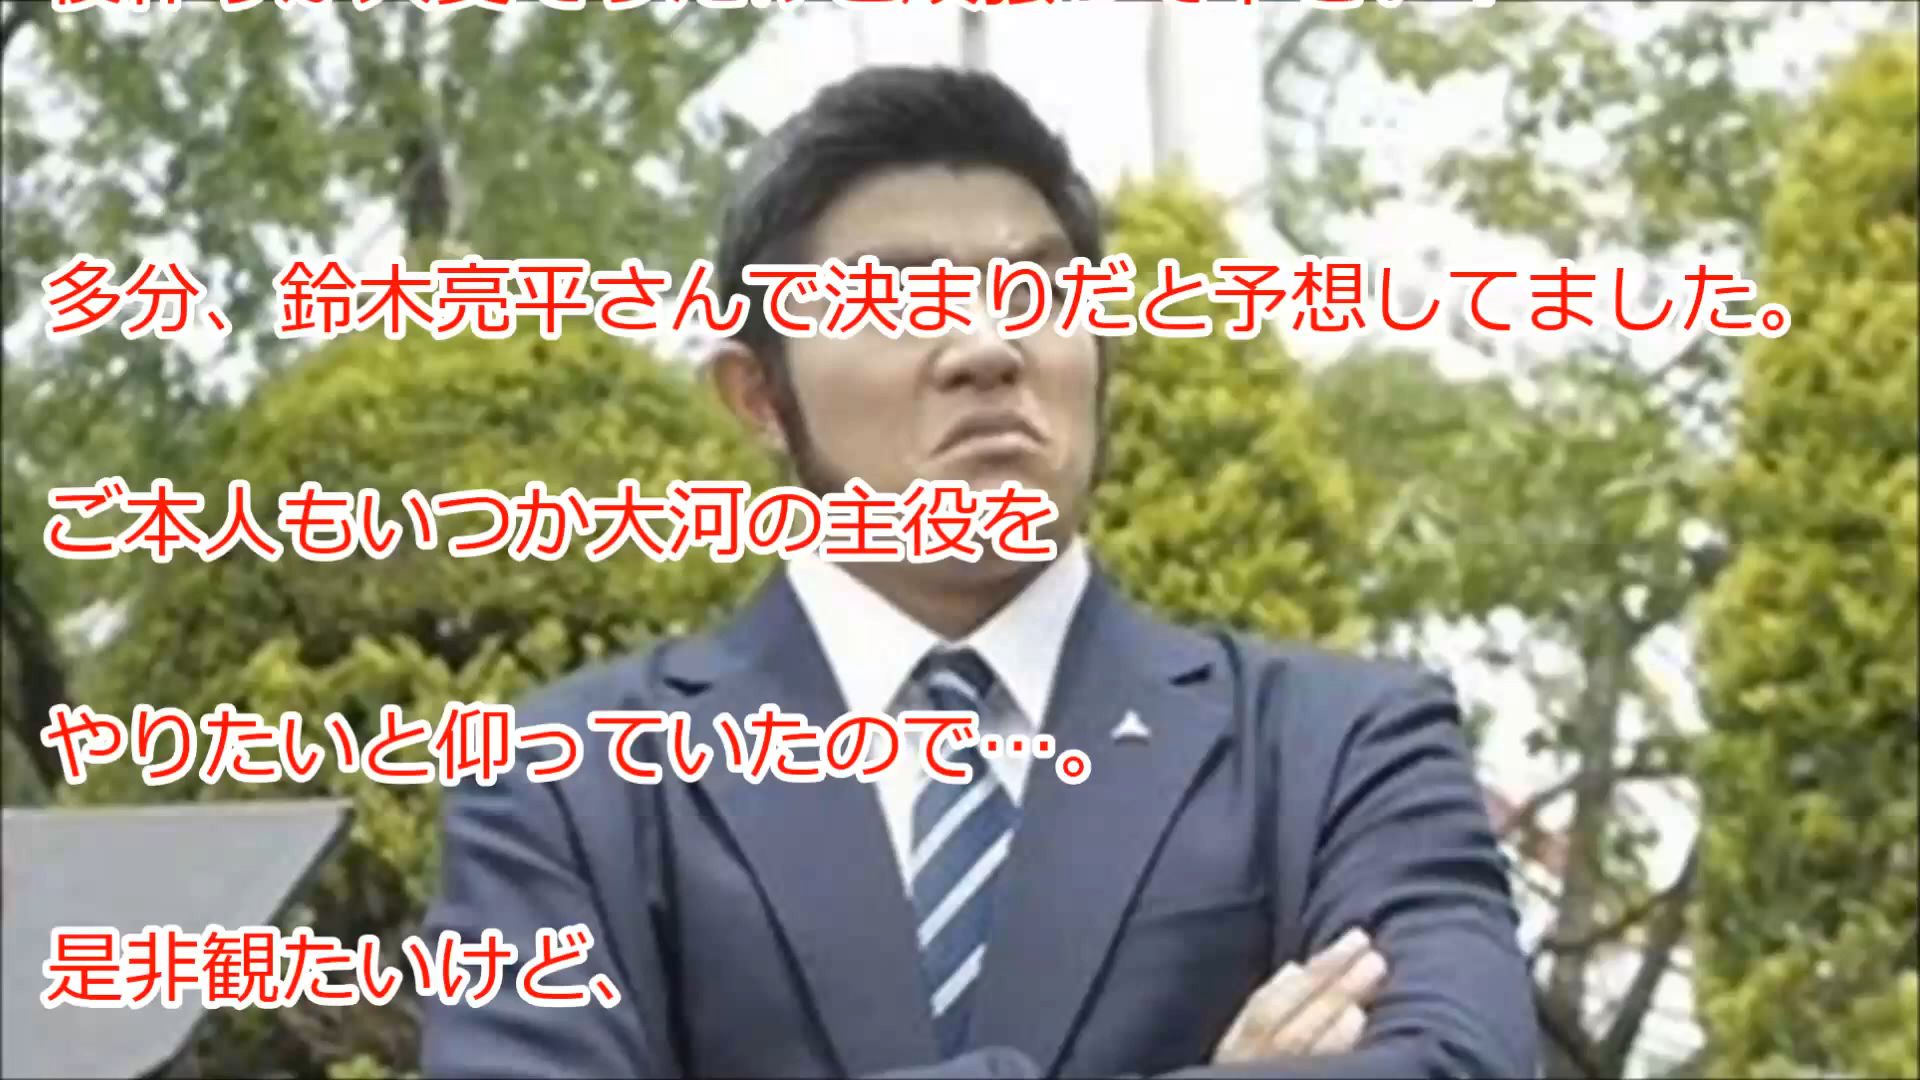 多分、鈴木亮平さんで決まりだと予想してました。
ご本人もいつか大河の主役を
やりたいと仰っていたので…。
是非観たいけど、